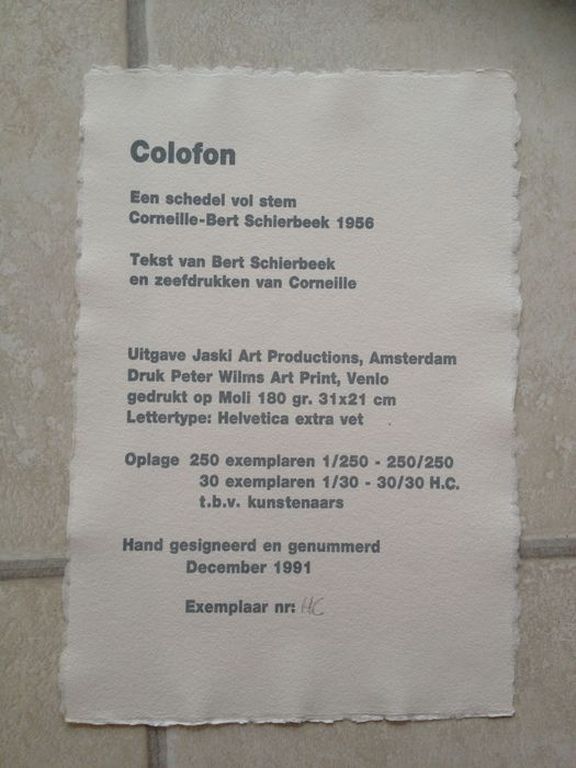 Colofon
Een schedel vol stem
Corneille-Bert Schierbeek 1956
Tekst van Bert Schierbeek
en zeefdrukken van Corneille
Uitgave Jaski Art Productions, Amsterdam
Druk Peter Wilms Art Print, Venlo
gedrukt op Moli 180 gr. 31x21 cm
Lettertype: Helvetica extra vet
Oplage 250 exemplaren 1/250 - 250/250
30 exemplaren 1/30 - 30/30 H.C.
t.b.v. kunstenaars
Hand gesigneerd en genummerd
December 1991
Exemplaar nr: HC